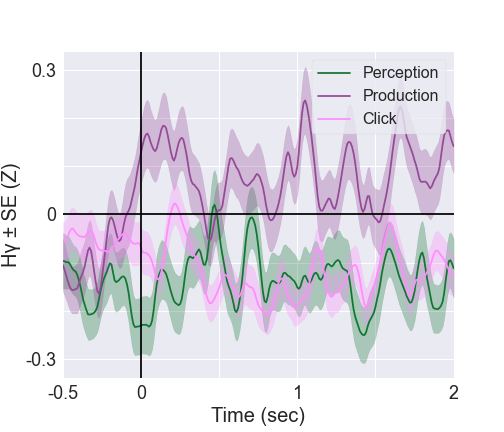 Hγ ± SE (Z)
0.3
0
-0.3
Perception
Production
Click
-0.5
0
1
2
Time (sec)